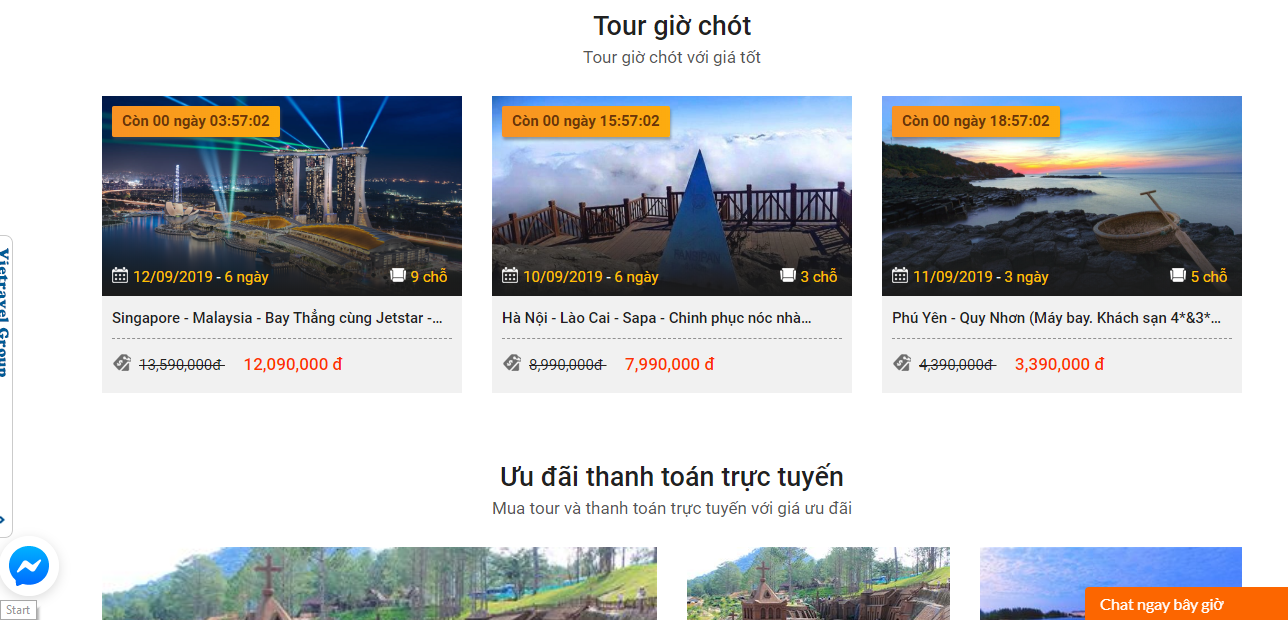 Tour giờ chót
Tour giờ chót với giá tốt
Còn 00 ngày 03:57:02
12/09/2019 - 6 ngày
9 chỗ
Singapore - Malaysia - Bay Thẳng cùng Jetstar -...
13,590,000đ 12,090,000 đ
Còn 00 ngày 15:57:02
10/09/2019 - 6 ngày
3 chỗ
Hà Nội - Lào Cai - Sapa - Chinh phục nóc nhà...
8,990,000đ 7,990,000 đ
Còn 00 ngày 18:57:02
11/09/2019 - 3 ngày
5 chỗ
Phú Yên - Quy Nhơn (Máy bay. Khách sạn 4*&3*...
4,390,000đ 3,390,000 đ
Ưu đãi thanh toán trực tuyến
Mua tour và thanh toán trực tuyến với giá ưu đãi
Vietravel Group
Start
Chat ngay bây giờ